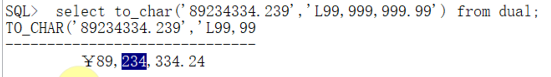 SQL>  select to_char('89234334.239','L99,999,999.99') from dual;
TO_CHAR('89234334.239','L99,99
------------------------------
¥89,234,334.24